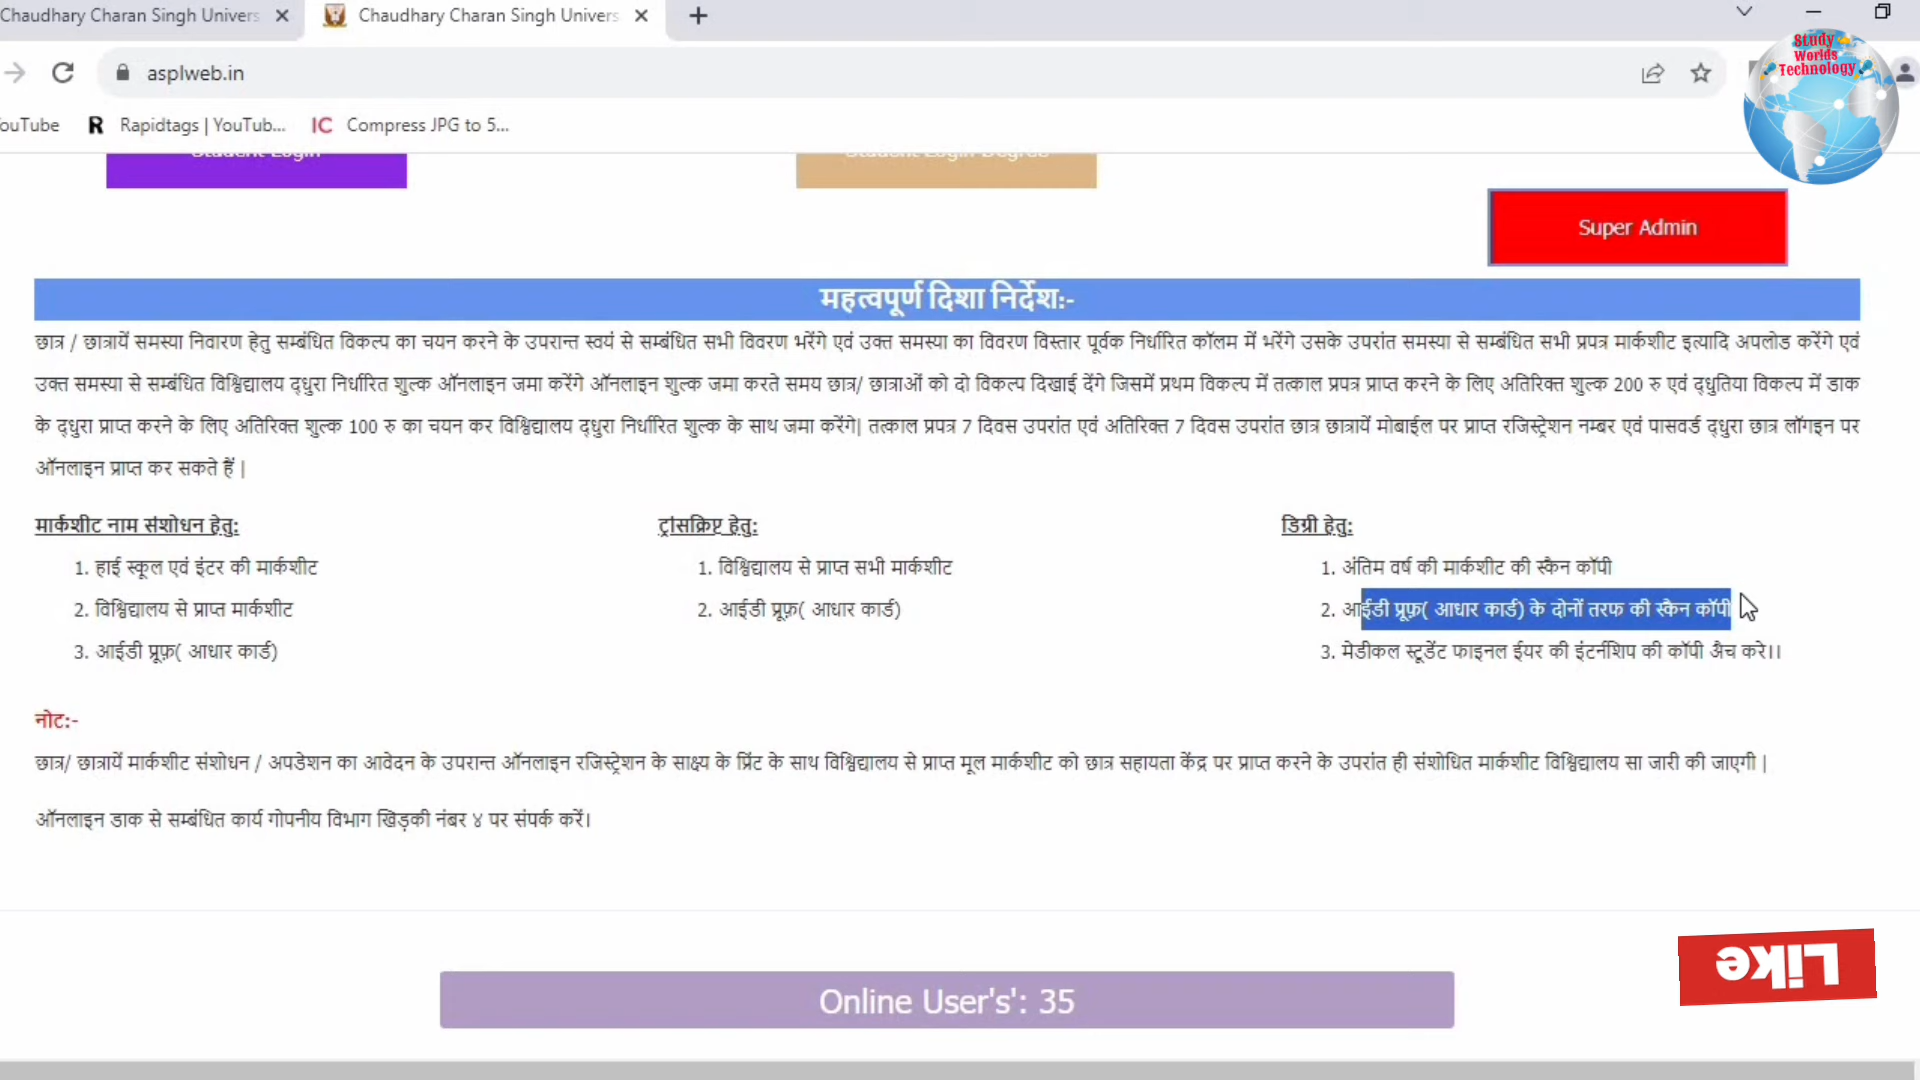 Chaudhary Charan Singh Univers
Chaudhary Charan Singh Univers
asplweb.in
Study
Worlds
Technology
ouTube
R Rapidtags | YouTub...
IC Compress JPG to 5...
Student Login
Student Login Degree
Super Admin
महत्वपूर्ण दिशा निर्देश:-
छात्र / छात्रायें समस्या निवारण हेतु सम्बंधित विकल्प का चयन करने के उपरान्त स्वयं से सम्बंधित सभी विवरण भरेंगे एवं उक्त समस्या का विवरण विस्तार पूर्वक निर्धारित कॉलम में भरेंगे उसके उपरांत समस्या से सम्बंधित सभी प्रपत्र मार्कशीट इत्यादि अपलोड करेंगे एवं
उक्त समस्या से सम्बंधित विश्विद्यालय द्धुरा निर्धारित शुल्क ऑनलाइन जमा करेंगे ऑनलाइन शुल्क जमा करते समय छात्र/ छात्राओं को दो विकल्प दिखाई देंगे जिसमें प्रथम विकल्प में तत्काल प्रपत्र प्राप्त करने के लिए अतिरिक्त शुल्क 200 रु एवं द्धुतिया विकल्प में डाक
के द्धुरा प्राप्त करने के लिए अतिरिक्त शुल्क 100 रु का चयन कर विश्विद्यालय द्धुरा निर्धारित शुल्क के साथ जमा करेंगे| तत्काल प्रपत्र 7 दिवस उपरांत एवं अतिरिक्त 7 दिवस उपरांत छात्र छात्रायें मोबाईल पर प्राप्त रजिस्ट्रेशन नम्बर एवं पासवर्ड द्धुरा छात्र लॉगइन पर
ऑनलाइन प्राप्त कर सकते हैं |
मार्कशीट नाम संशोधन हेतु:
1. हाई स्कूल एवं इंटर की मार्कशीट
2. विश्विद्यालय से प्राप्त मार्कशीट
3. आईडी प्रूफ़( आधार कार्ड)
ट्रांसक्रिप्ट हेतु:
1. विश्विद्यालय से प्राप्त सभी मार्कशीट
2. आईडी प्रूफ़( आधार कार्ड)
डिग्री हेतु:
1. अंतिम वर्ष की मार्कशीट की स्कैन कॉपी
2. आईडी प्रूफ़( आधार कार्ड) के दोनों तरफ की स्कैन कॉपी
3. मेडीकल स्टूडेंट फाइनल ईयर की इंटर्नशिप की कॉपी अैच करे।।
नोट:-
छात्र/ छात्रायें मार्कशीट संशोधन / अपडेशन का आवेदन के उपरान्त ऑनलाइन रजिस्ट्रेशन के साक्ष्य के प्रिंट के साथ विश्विद्यालय से प्राप्त मूल मार्कशीट को छात्र सहायता केंद्र पर प्राप्त करने के उपरांत ही संशोधित मार्कशीट विश्विद्यालय सा जारी की जाएगी |
ऑनलाइन डाक से सम्बंधित कार्य गोपनीय विभाग खिड़की नंबर ४ पर संपर्क करें।
Like
Online User's': 35